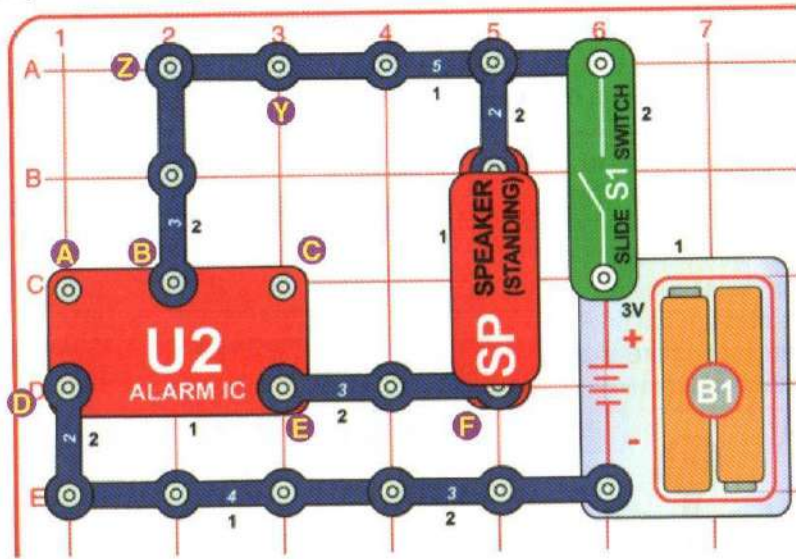 1 2 3 4 5 6 7
A Z 5
Y 1 2 2 2
B
3 2
SLIDE S1 SWITCH
1 SPEAKER
(STANDING)
SP
A B C
C 1
U2
ALARM IC
3V
+
B1
-
D D 3
E 2 F
1
2 2
E 4 3
1 2